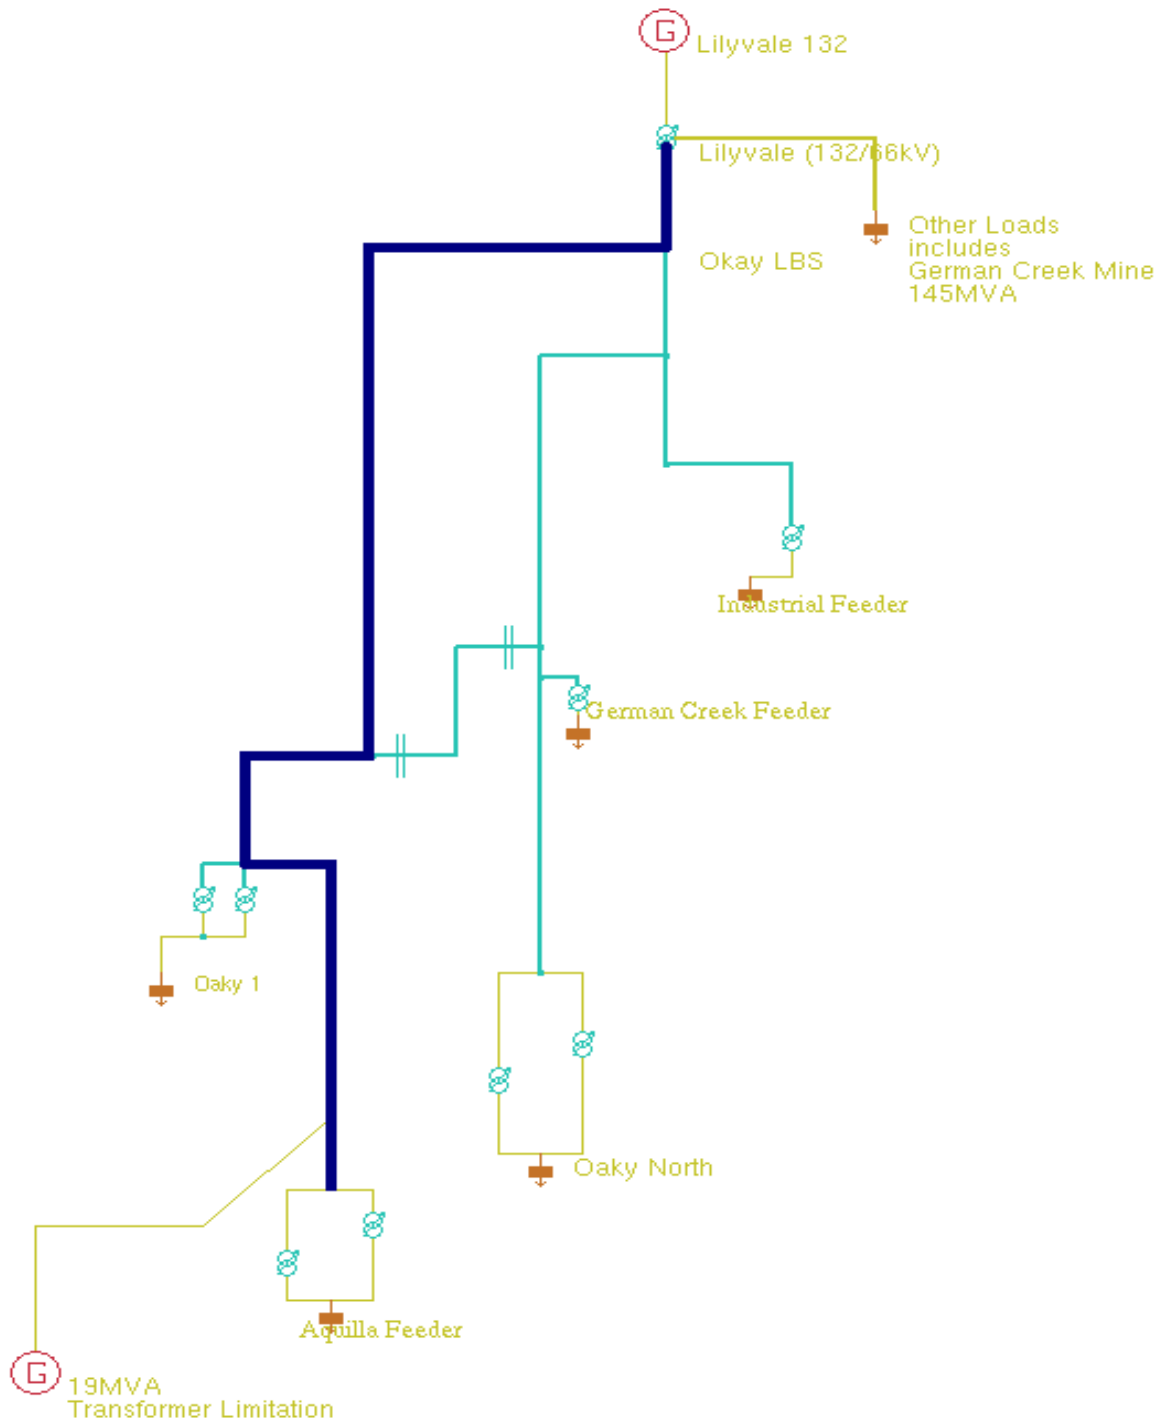 G
Lilyvale 132
Lilyvale (132/66kV)
Other Loads
includes
German Creek Mine
145MVA
Okay LBS
Industrial Feeder
German Creek Feeder
Oaky 1
Oaky North
Aquilla Feeder
G
19MVA
Transformer Limitation